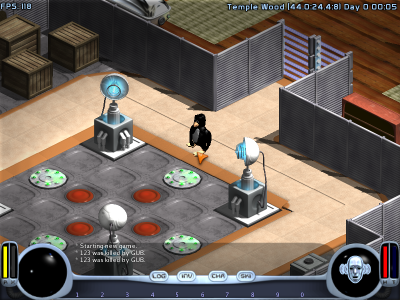 FPS: 118
Temple Wood (44 0:24 4:8) Day 0 00:05
* Starting new game.
* 123 was killed by GUB.
* 123 was killed by GUB.
LOG INV CHA SKI
1 2 3 4 5 6 7 8 9 0